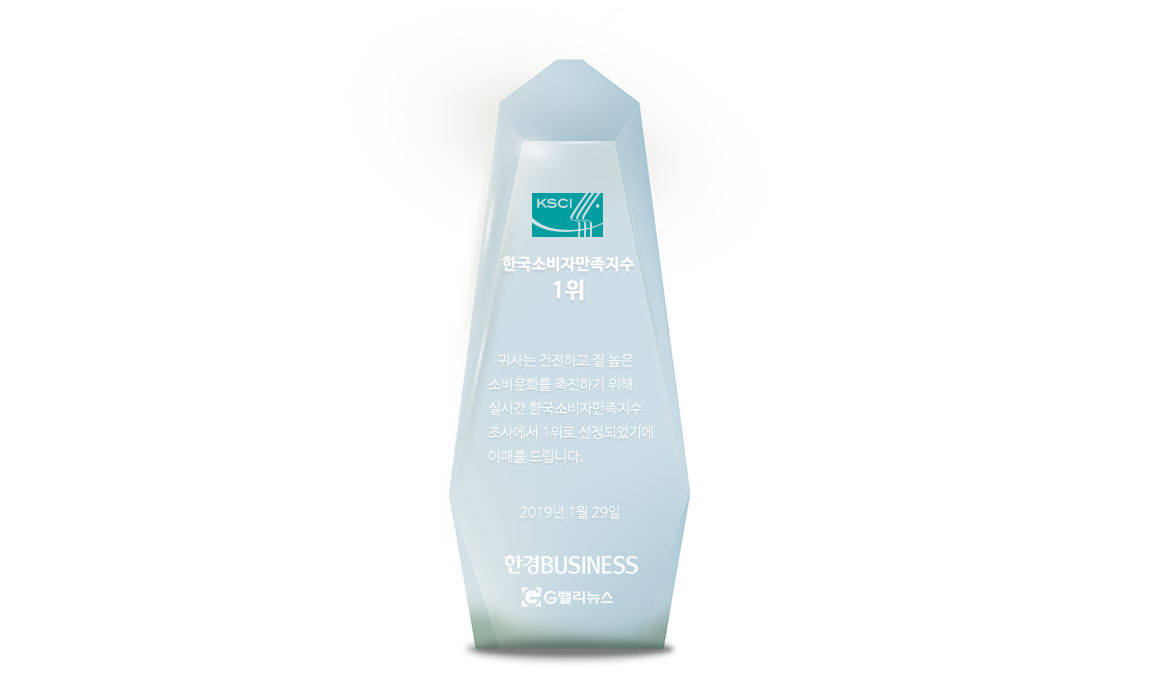 KSCI
한국소비자만족지수
1위
귀사는 건전하고 질 높은
소비문화를 촉진하기 위해
실시간 한국소비자만족지수
조사에서 1위로 선정되었기에
이패를 드립니다.
2019년 1월 29일
한경BUSINESS
G밸리뉴스